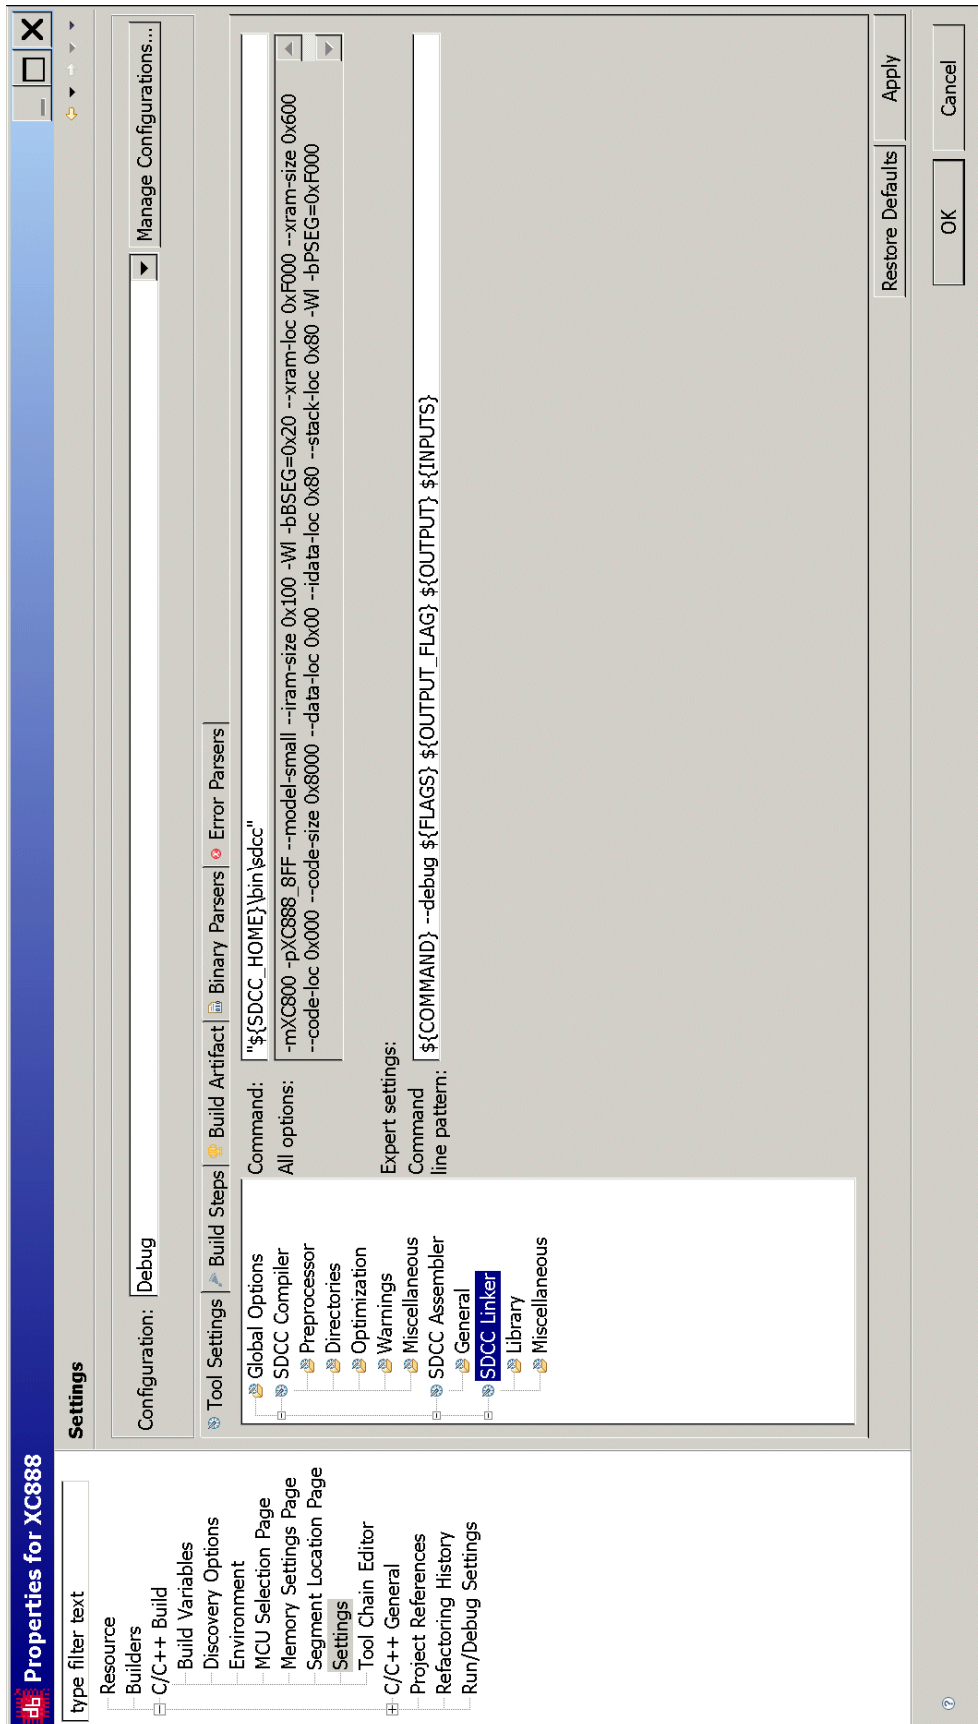 Properties for XC888
type filter text
Resource
Builders
C/C++ Build
Build Variables
Discovery Options
Environment
MCU Selection Page
Memory Settings Page
Segment Location Page
Settings
Tool Chain Editor
C/C++ General
Project References
Refactoring History
Run/Debug Settings
Settings
Configuration: Debug Manage Configurations...
Tool Settings Build Steps Build Artifact Binary Parsers Error Parsers
Global Options
SDCC Compiler
Preprocessor
Directories
Optimization
Warnings
Miscellaneous
SDCC Assembler
General
SDCC Linker
Library
Miscellaneous
Command: "${SDCC_HOME}\bin\sdcc"
All options: -mXC800 -pXC888_8FF --model-small --iram-size 0x100 -Wl -bBSEG=0x20 --xram-loc 0xF000 --xram-size 0x600
--code-loc 0x000 --code-size 0x8000 --data-loc 0x00 --idata-loc 0x80 --stack-loc 0x80 -Wl -bPSEG=0xF000
Expert settings:
Command
line pattern: ${COMMAND} --debug ${FLAGS} ${OUTPUT_FLAG} ${OUTPUT} ${INPUTS}
Restore Defaults Apply
? OK Cancel